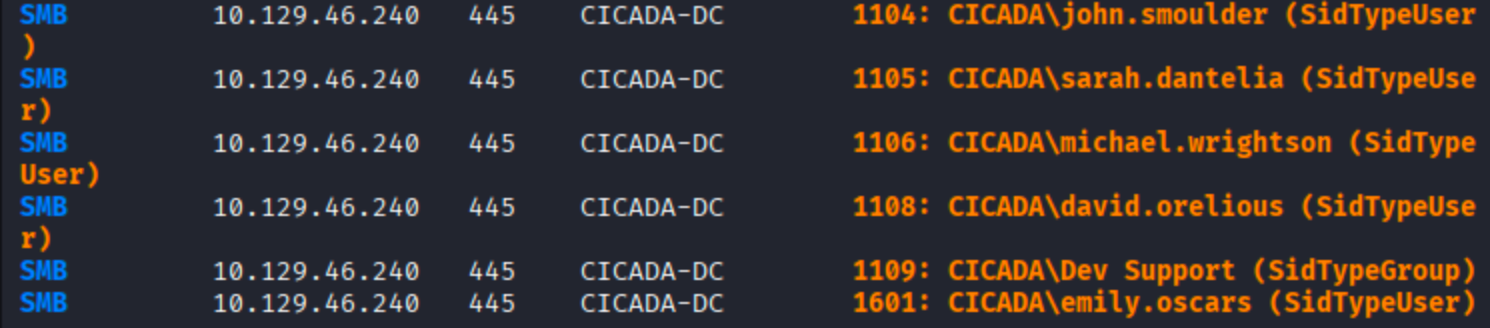 SMB 10.129.46.240 445 CICADA-DC 1104: CICADA\john.smoulder (SidTypeUser
)
SMB 10.129.46.240 445 CICADA-DC 1105: CICADA\sarah.dantelia (SidTypeUse
r)
SMB 10.129.46.240 445 CICADA-DC 1106: CICADA\michael.wrightson (SidType
User)
SMB 10.129.46.240 445 CICADA-DC 1108: CICADA\david.orelious (SidTypeUse
r)
SMB 10.129.46.240 445 CICADA-DC 1109: CICADA\Dev Support (SidTypeGroup)
SMB 10.129.46.240 445 CICADA-DC 1601: CICADA\emily.oscars (SidTypeUser)